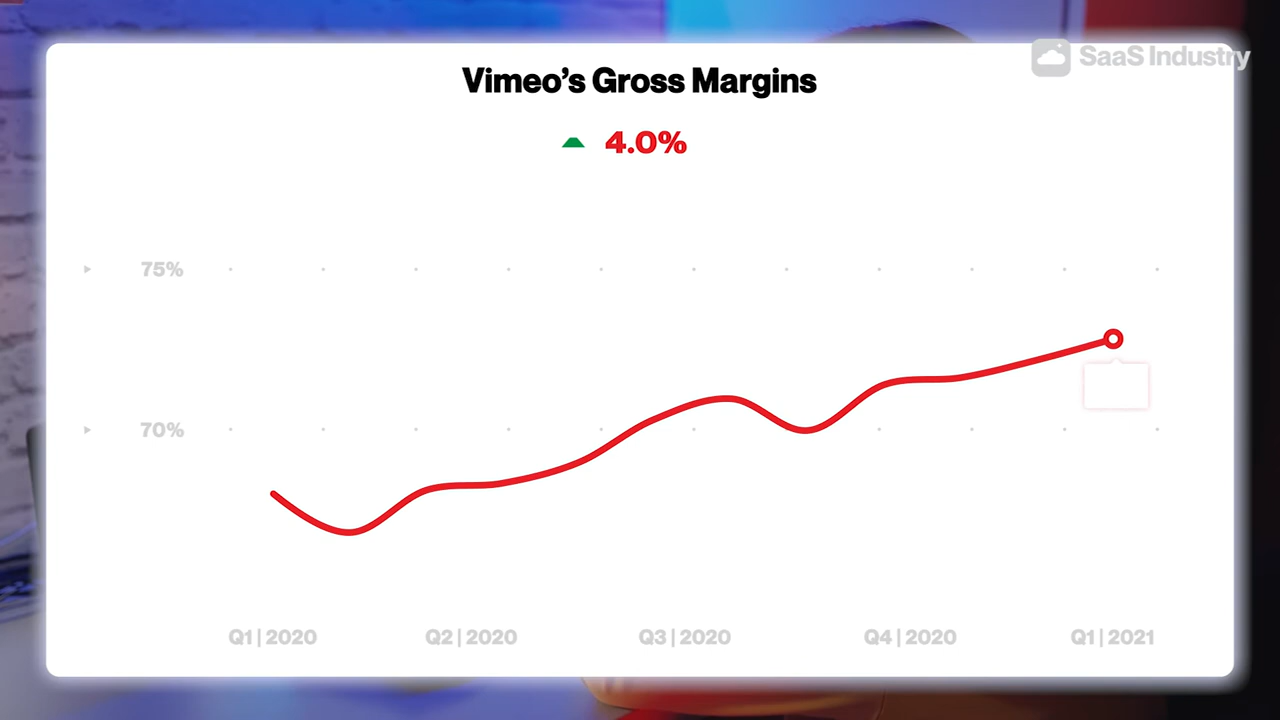 SaaS Industry
Vimeo’s Gross Margins
4.0%
75%
70%
Q1 | 2020
Q2 | 2020
Q3 | 2020
Q4 | 2020
Q1 | 2021